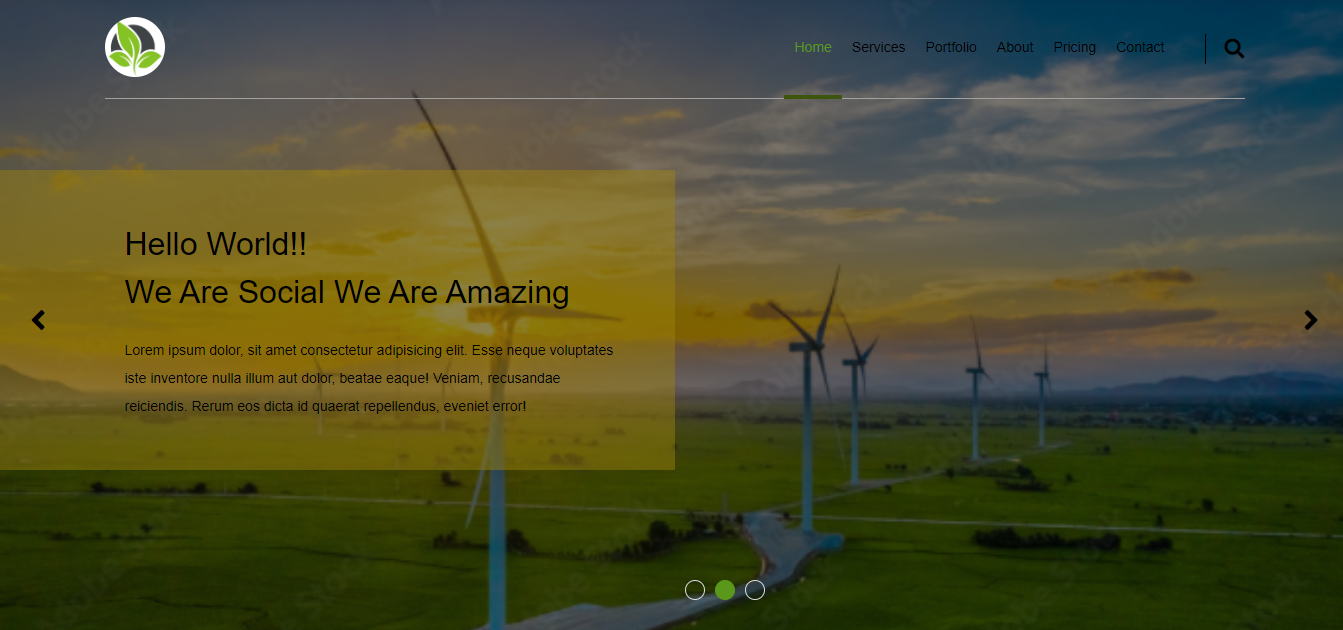 Home Services Portfolio About Pricing Contact
Hello World!!
We Are Social We Are Amazing
Lorem ipsum dolor, sit amet consectetur adipisicing elit. Esse neque voluptates
iste inventore nulla illum aut dolor, beatae eaque! Veniam, recusandae
reiciendis. Rerum eos dicta id quaerat repellendus, eveniet error!